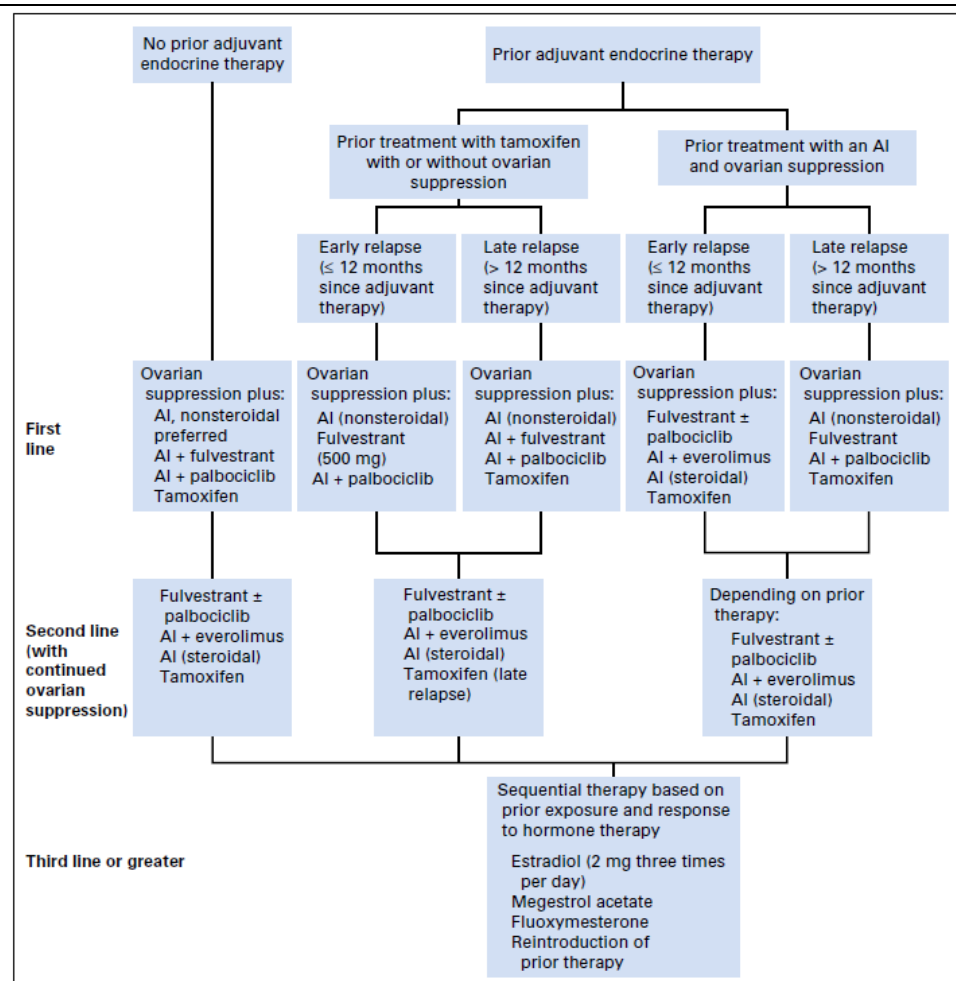 No prior adjuvant
endocrine therapy
Prior adjuvant endocrine therapy
Prior treatment with tamoxifen
with or without ovarian
suppression
Prior treatment with an AI
and ovarian suppression
Early relapse
(≤ 12 months
since adjuvant
therapy)
Late relapse
(> 12 months
since adjuvant
therapy)
Early relapse
(≤ 12 months
since adjuvant
therapy)
Late relapse
(> 12 months
since adjuvant
therapy)
First
line
Ovarian
suppression plus:
AI, nonsteroidal
preferred
AI + fulvestrant
AI + palbociclib
Tamoxifen
Ovarian
suppression plus:
AI (nonsteroidal)
Fulvestrant
(500 mg)
AI + palbociclib
Ovarian
suppression plus:
AI (nonsteroidal)
AI + fulvestrant
AI + palbociclib
Tamoxifen
Ovarian
suppression plus:
Fulvestrant ±
palbociclib
AI + everolimus
AI (steroidal)
Tamoxifen
Ovarian
suppression plus:
AI (nonsteroidal)
Fulvestrant
AI + palbociclib
Tamoxifen
Second line
(with
continued
ovarian
suppression)
Fulvestrant ±
palbociclib
AI + everolimus
AI (steroidal)
Tamoxifen
Fulvestrant ±
palbociclib
AI + everolimus
AI (steroidal)
Tamoxifen (late
relapse)
Depending on prior
therapy:
Fulvestrant ±
palbociclib
AI + everolimus
AI (steroidal)
Tamoxifen
Third line or greater
Sequential therapy based on
prior exposure and response
to hormone therapy
Estradiol (2 mg three times
per day)
Megestrol acetate
Fluoxymesterone
Reintroduction of
prior therapy